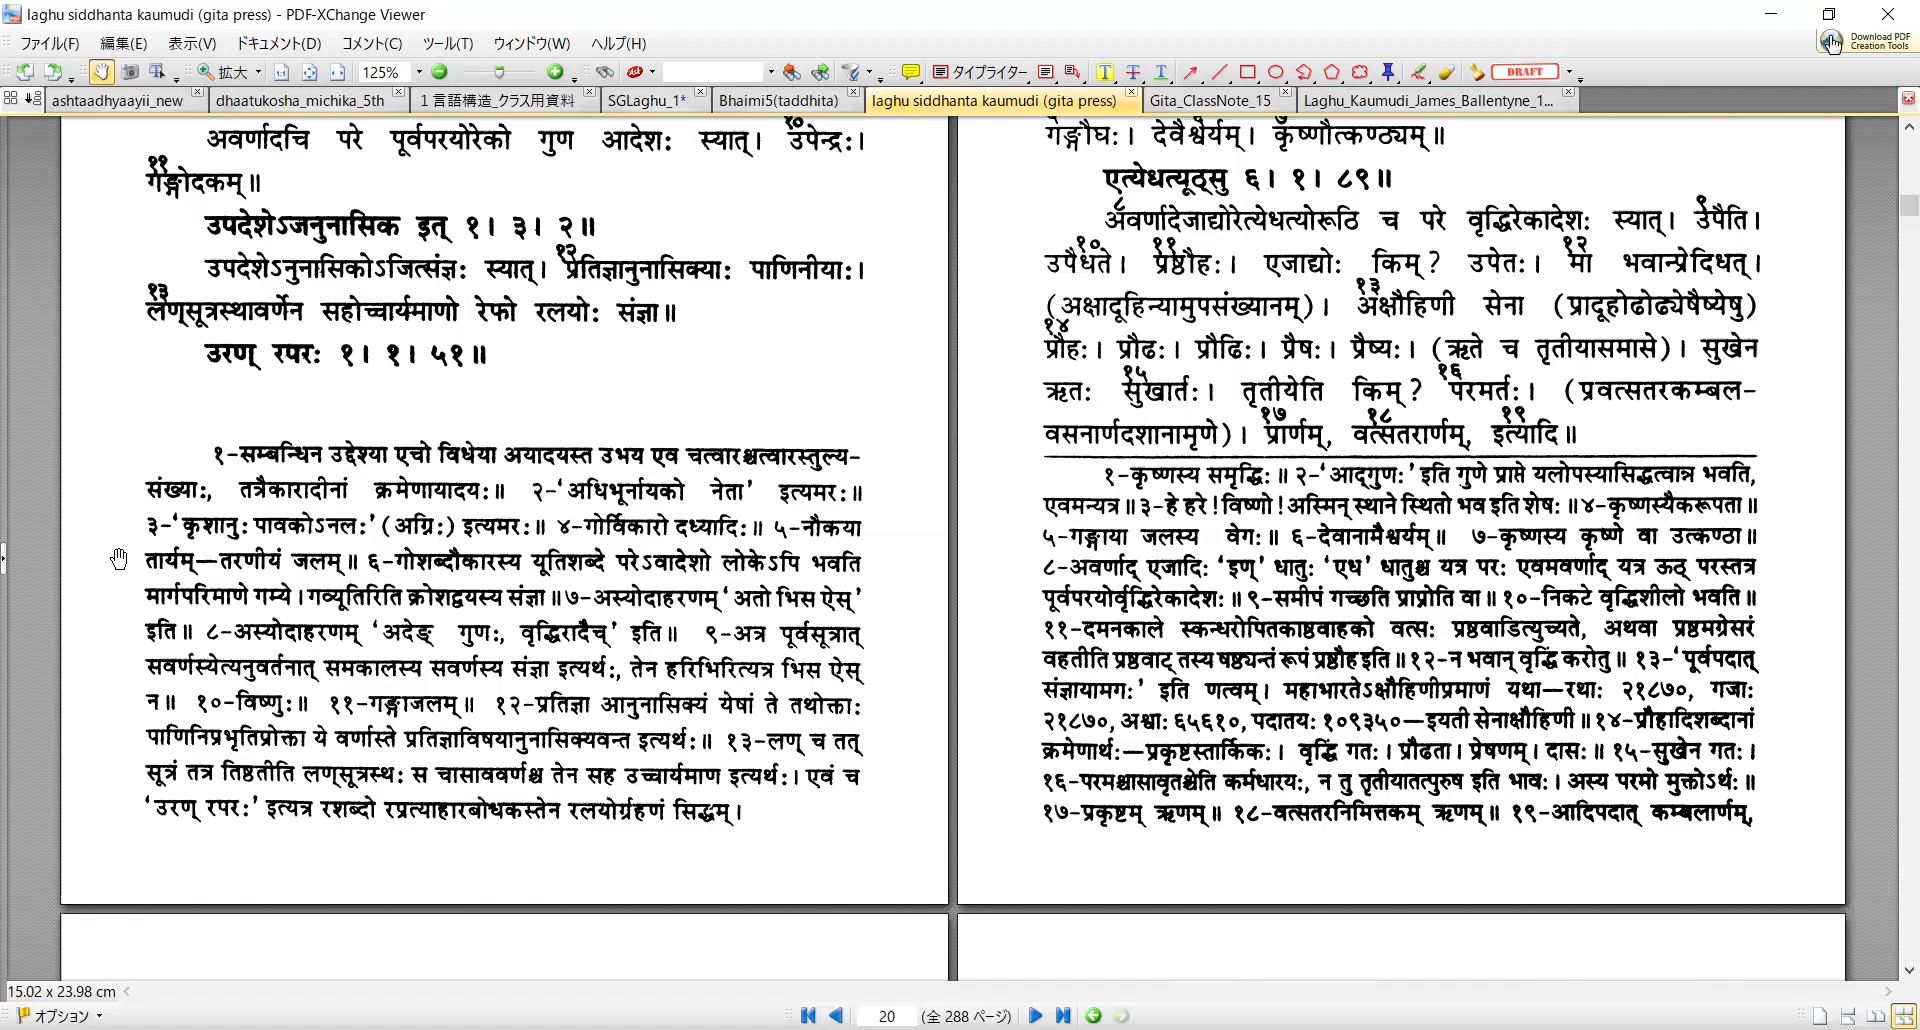 laghu siddhanta kaumudi (gita press) - PDF-XChange Viewer
ファイル(F) 編集(E) 表示(V) ドキュメント(D) コメント(C) ツール(T) ウィンドウ(W) ヘルプ(H)
Download PDF
Creation Tools
拡大 125% タイプライター DRAFT
ashtaadhyaayii_new dhaatukosha_michika_5th 1 言語構造_クラス用資料 SGLaghu_1* Bhaimi5(taddhita) laghu siddhanta kaumudi (gita press) Gita_ClassNote_15 Laghu_Kaumudi_James_Ballentyne_1...
अवर्णादचि परे पूर्वपरयोरेको गुण आदेशः स्यात्। १०उपेन्द्रः।
११गङ्गोदकम्॥
उपदेशेऽजनुनासिक इत् १। ३। २॥
उपदेशेऽनुनासिकोऽजित्संज्ञः स्यात्। १२प्रतिज्ञानुनासिक्याः पाणिनीयाः।
१३लण्सूत्रस्थावर्णेन सहोच्चार्यमाणो रेफो रलयोः संज्ञा॥
उरण् रपरः १। १। ५१॥
१-सम्बन्धिन उद्देश्या एचो विधेया अयादयस्त उभय एव चत्वारश्चत्वारस्तुल्य-
संख्याः, तत्रैकारादीनां क्रमेणायादयः॥ २-‘अधिभूर्नायको नेता’ इत्यमरः॥
३-‘कृशानुः पावकोऽनलः’ (अग्निः) इत्यमरः॥ ४-गोर्विकारो दध्यादिः॥ ५-नौकया
तार्यम्—तरणीयं जलम्॥ ६-गोशब्दौकारस्य यूतिशब्दे परेऽवादेशो लोकेऽपि भवति
मार्गपरिमाणे गम्ये। गव्यूतिरिति क्रोशद्वयस्य संज्ञा॥ ७-अस्योदाहरणम् ‘अतो भिस ऐस्’
इति॥ ८-अस्योदाहरणम् ‘अदेङ् गुणः, वृद्धिरादैच्’ इति॥ ९-अत्र पूर्वसूत्रात्
सवर्णस्येत्यनुवर्तनात् समकालस्य सवर्णस्य संज्ञा इत्यर्थः, तेन हरिभिरित्यत्र भिस ऐस्
न॥ १०-विष्णुः॥ ११-गङ्गाजलम्॥ १२-प्रतिज्ञा आनुनासिक्यं येषां ते तथोक्ताः
पाणिनिप्रभृतिप्रोक्ता ये वर्णास्ते प्रतिज्ञाविषयानुनासिक्यवन्त इत्यर्थः॥ १३-लण् च तत्
सूत्रं तत्र तिष्ठतीति लण्सूत्रस्थः स चासाववर्णश्च तेन सह उच्चार्यमाण इत्यर्थः। एवं च
‘उरण् रपरः’ इत्यत्र रशब्दो रप्रत्याहारबोधकस्तेन रलयोर्ग्रहणं सिद्धम्।
गङ्गौघः। देवैश्वर्यम्। कृष्णौत्कण्ठ्यम्॥
एत्येधत्यूठ्सु ६। १। ८९॥
८अवर्णादेजाद्योरेत्येधत्योरूठि च परे वृद्धिरेकादेशः स्यात्। ९उपैति।
१०उपैधते। ११प्रष्ठौहः। एजाद्योः किम्? उपेतः। १२मा भवान्प्रेदिधत्।
(अक्षादूहिन्यामुपसंख्यानम्)। १३अक्षौहिणी सेना (प्रादूहोढोढ्येषैष्येषु)
१४प्रौहः। प्रौढः। प्रौढिः। प्रैषः। प्रैष्यः। (ऋते च तृतीयासमासे)। सुखेन
ऋतः १५सुखार्तः। तृतीयेति किम्? १६परमर्तः। (प्रवत्सतरकम्बल-
वसनार्णदशानामृणे)। १७प्रार्णम्, १८वत्सतरार्णम्, १९इत्यादि॥
१-कृष्णस्य समृद्धिः॥ २-‘आद्गुणः’ इति गुणे प्राप्ते यलोपस्यासिद्धत्वान्न भवति,
एवमन्यत्र॥ ३-हे हरे! विष्णो! अस्मिन् स्थाने स्थितो भव इति शेषः॥ ४-कृष्णस्यैकरूपता॥
५-गङ्गाया जलस्य वेगः॥ ६-देवानामैश्वर्यम्॥ ७-कृष्णस्य कृष्णे वा उत्कण्ठा॥
८-अवर्णाद् एजादिः ‘इण्’ धातुः ‘एध’ धातुश्च यत्र परः एवमवर्णाद् यत्र ऊठ् परस्तत्र
पूर्वपरयोर्वृद्धिरेकादेशः॥ ९-समीपं गच्छति प्राप्नोति वा॥ १०-निकटे वृद्धिशीलो भवति॥
११-दमनकाले स्कन्धरोपितकाष्ठवाहको वत्सः प्रष्ठवाडित्युच्यते, अथवा प्रष्ठमग्रेसरं
वहतीति प्रष्ठवाट् तस्य षष्ठ्यन्तं रूपं प्रष्ठौह इति॥ १२-न भवान् वृद्धिं करोतु॥ १३-‘पूर्वपदात्
संज्ञायामगः’ इति णत्वम्। महाभारतेऽक्षौहिणीप्रमाणं यथा—रथाः २१८७०, गजाः
२१८७०, अश्वाः ६५६१०, पदातयः १०९३५०—इयती सेनाक्षौहिणी॥ १४-प्रौहादिशब्दानां
क्रमेणार्थः—प्रकृष्टस्तार्किकः। वृद्धिं गतः। प्रौढता। प्रेषणम्। दासः॥ १५-सुखेन गतः।
१६-परमश्चासावृतश्चेति कर्मधारयः, न तु तृतीयातत्पुरुष इति भावः। अस्य परमो मुक्तोऽर्थः॥
१७-प्रकृष्टम् ऋणम्॥ १८-वत्सतरनिमित्तकम् ऋणम्॥ १९-आदिपदात् कम्बलार्णम्,
15.02 x 23.98 cm
オプション 20 (全 288 ページ)